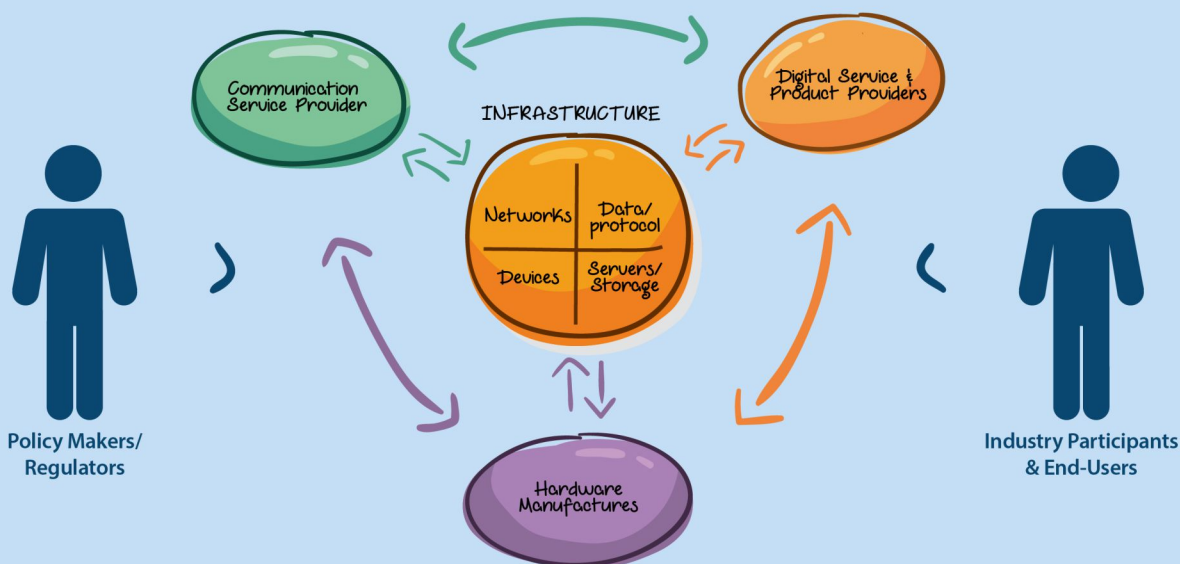 Communication
Service Provider
Digital Service &
Product Providers
INFRASTRUCTURE
Networks
Data/
protocol
Devices
Servers/
Storage
Policy Makers/
Regulators
Industry Participants
& End-Users
Hardware
Manufactures